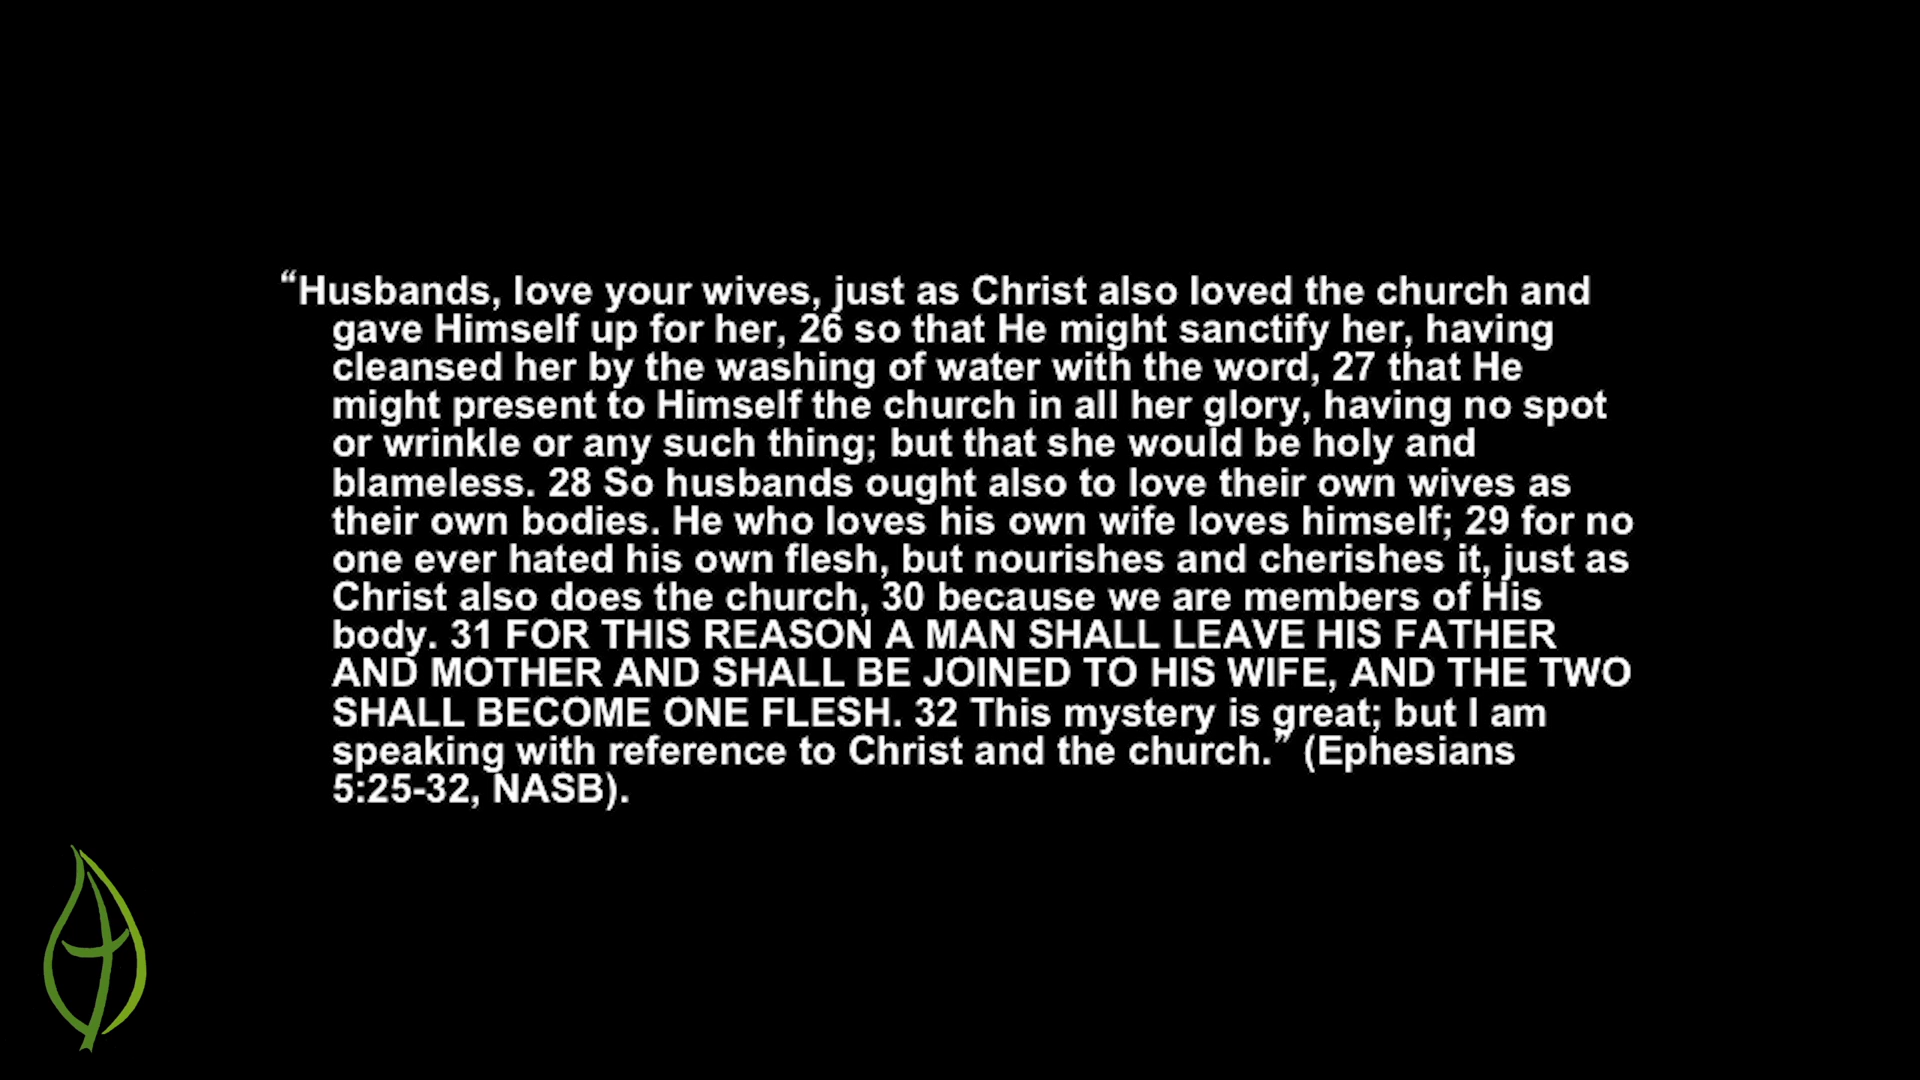 “Husbands, love your wives, just as Christ also loved the church and
gave Himself up for her, 26 so that He might sanctify her, having
cleansed her by the washing of water with the word, 27 that He
might present to Himself the church in all her glory, having no spot
or wrinkle or any such thing; but that she would be holy and
blameless. 28 So husbands ought also to love their own wives as
their own bodies. He who loves his own wife loves himself; 29 for no
one ever hated his own flesh, but nourishes and cherishes it, just as
Christ also does the church, 30 because we are members of His
body. 31 FOR THIS REASON A MAN SHALL LEAVE HIS FATHER
AND MOTHER AND SHALL BE JOINED TO HIS WIFE, AND THE TWO
SHALL BECOME ONE FLESH. 32 This mystery is great; but I am
speaking with reference to Christ and the church.” (Ephesians
5:25-32, NASB).